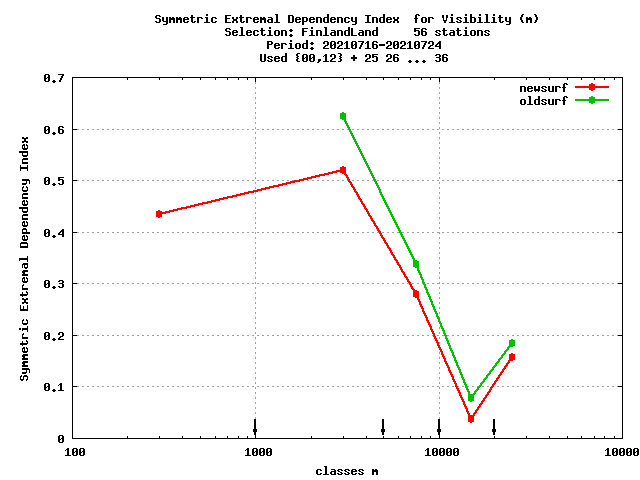 Symmetric Extremal Dependency Index  for Visibility (m)
Selection: FinlandLand     56 stations
Period: 20210716-20210724
Used {00,12} + 25 26 ... 36
0.7
0.6
0.5
0.4
0.3
0.2
0.1
0
Symmetric Extremal Dependency Index
newsurf
oldsurf
100 1000 10000 10000
classes m